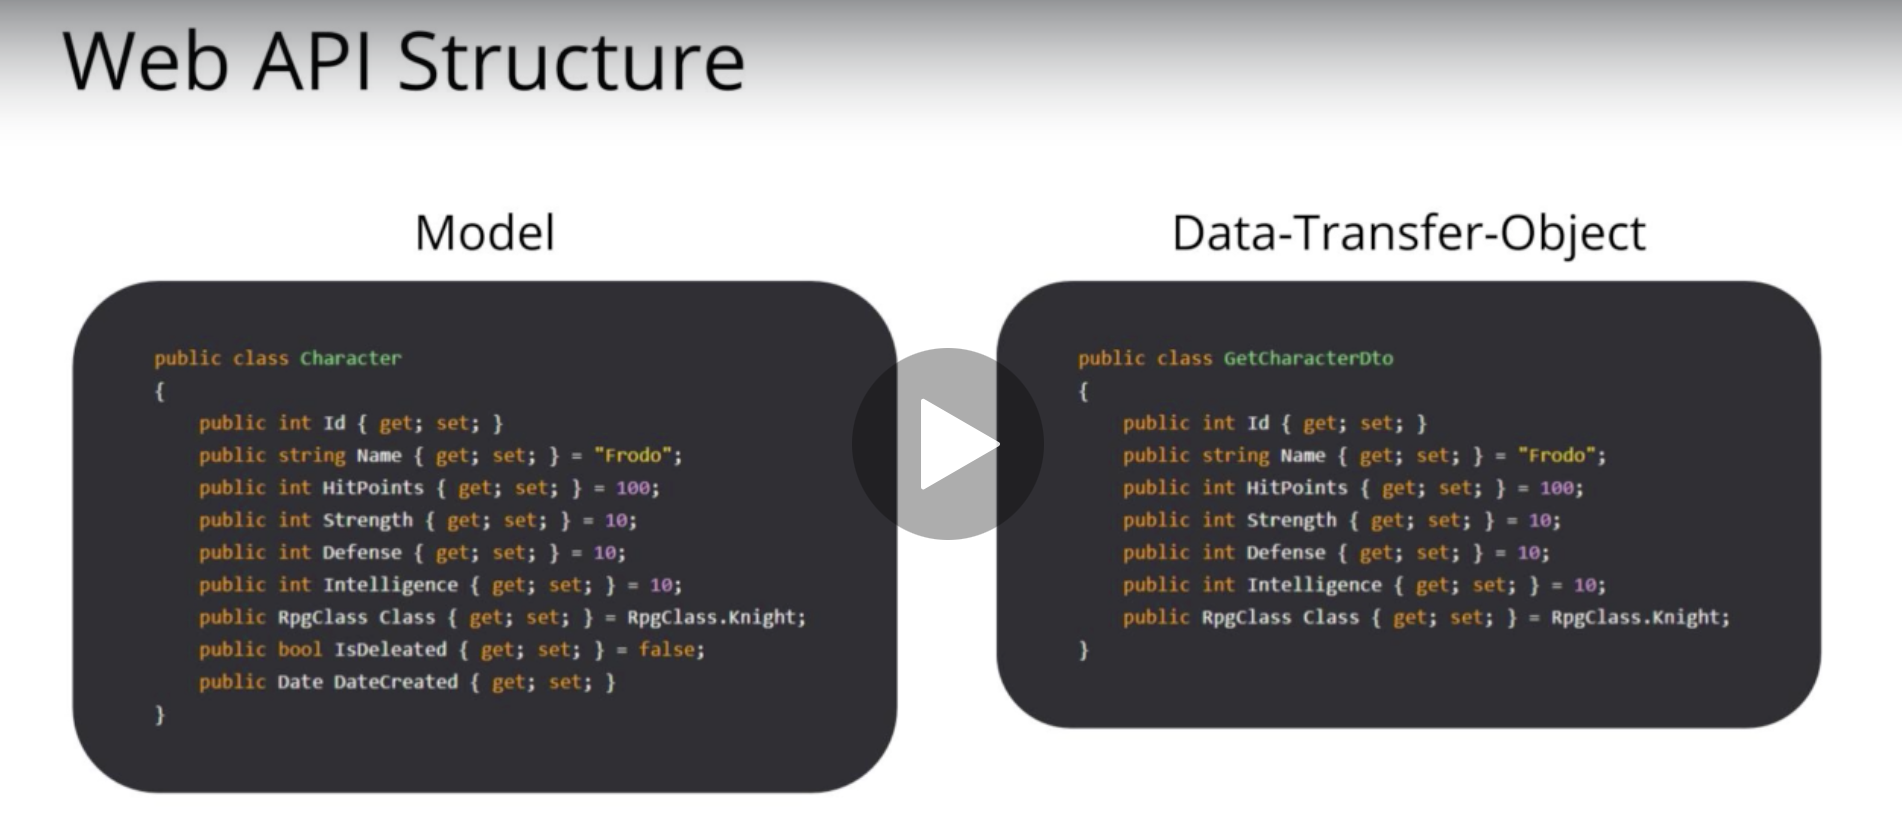 Web API Structure
Model
public class Character
{
public int Id { get; set; }
public string Name { get; set; } = "Frodo";
public int HitPoints { get; set; } = 100;
public int Strength { get; set; } = 10;
public int Defense { get; set; } = 10;
public int Intelligence { get; set; } = 10;
public RpgClass Class { get; set; } = RpgClass.Knight;
public bool IsDeleated { get; set; } = false;
public Date DateCreated { get; set; }
}
Data-Transfer-Object
public class GetCharacterDto
{
public int Id { get; set; }
public string Name { get; set; } = "Frodo";
public int HitPoints { get; set; } = 100;
public int Strength { get; set; } = 10;
public int Defense { get; set; } = 10;
public int Intelligence { get; set; } = 10;
public RpgClass Class { get; set; } = RpgClass.Knight;
}